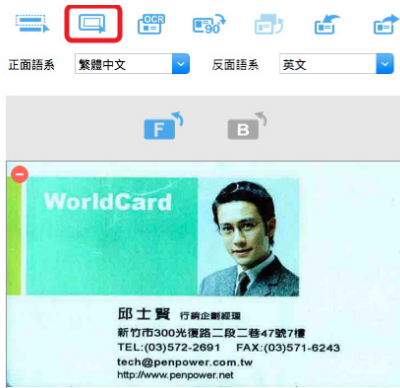 OCR
90°
正面語系 繁體中文 反面語系 英文
F B
WorldCard
邱士賢 行銷企劃經理
新竹市300光復路二段二巷47號7樓
TEL:(03)572-2691 FAX:(03)571-6243
tech@penpower.com.tw
http://www.penpower.net